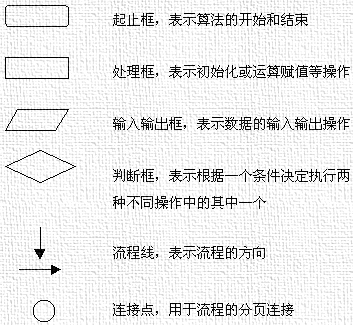 起止框，表示算法的开始和结束
处理框，表示初始化或运算赋值等操作
输入输出框，表示数据的输入输出操作
判断框，表示根据一个条件决定执行两
种不同操作中的其中一个
流程线，表示流程的方向
连接点，用于流程的分页连接